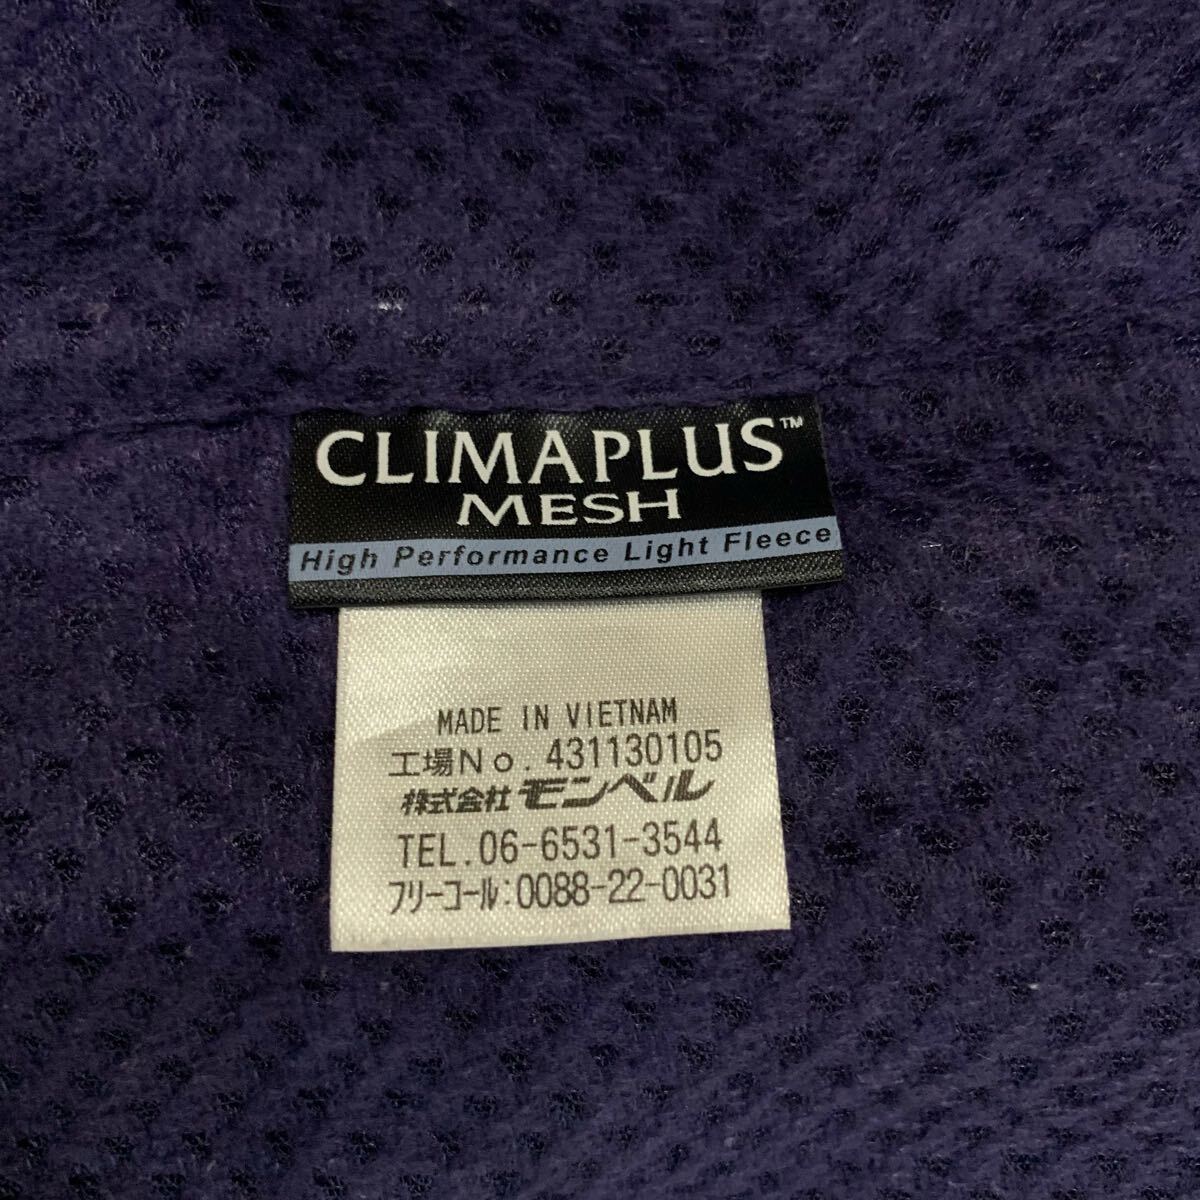 CLIMAPLUS™
MESH
High Performance Light Fleece
MADE IN VIETNAM
工場No.431130105
株式会社モンベル
TEL.06-6531-3544
フリーコール:0088-22-0031